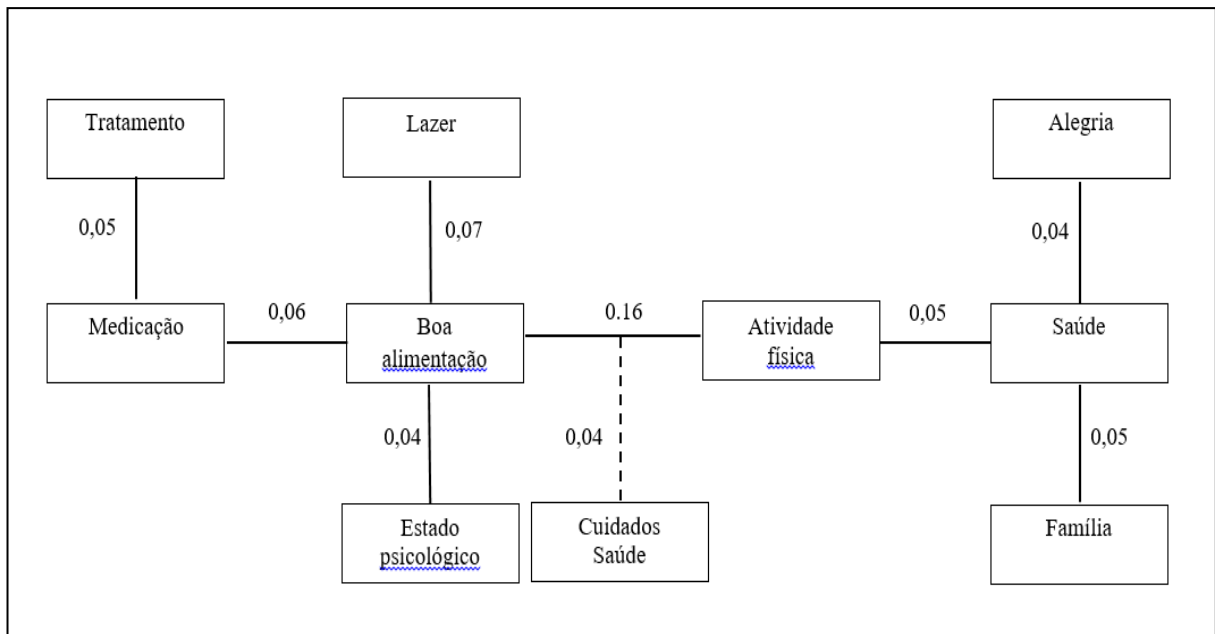 Tratamento
Lazer
Alegria
0,05
0,07
0,04
Medicação
0,06
Boa
alimentação
0.16
Atividade
física
0,05
Saúde
0,04
0,04
0,05
Estado
psicológico
Cuidados
Saúde
Família